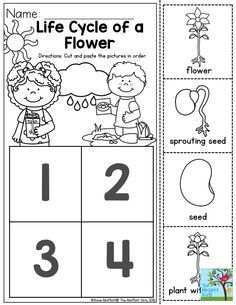 Name:
Life Cycle of a
Flower
Directions: Cut and paste the pictures in order.
1 2
3 4
flower
sprouting seed
seed
plant